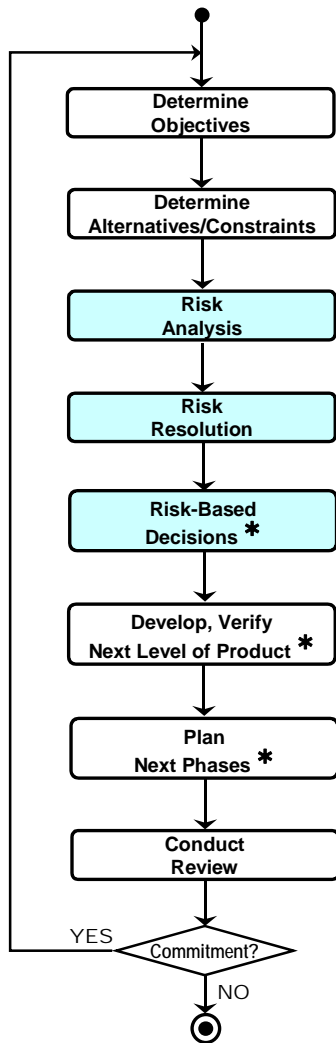 Determine
Objectives
Determine
Alternatives/Constraints
Risk
Analysis
Risk
Resolution
Risk-Based
Decisions *
Develop, Verify
Next Level of Product *
Plan
Next Phases *
Conduct
Review
YES
Commitment?
NO